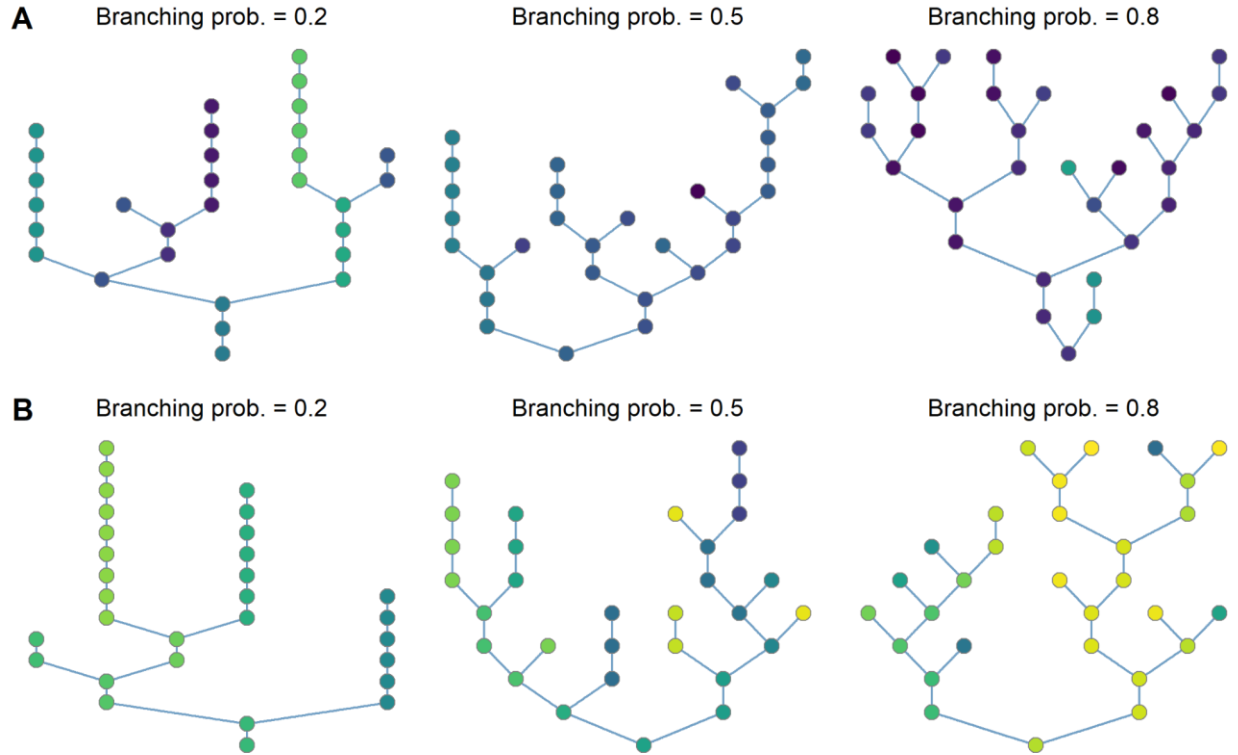 A Branching prob. = 0.2 Branching prob. = 0.5 Branching prob. = 0.8
B Branching prob. = 0.2 Branching prob. = 0.5 Branching prob. = 0.8